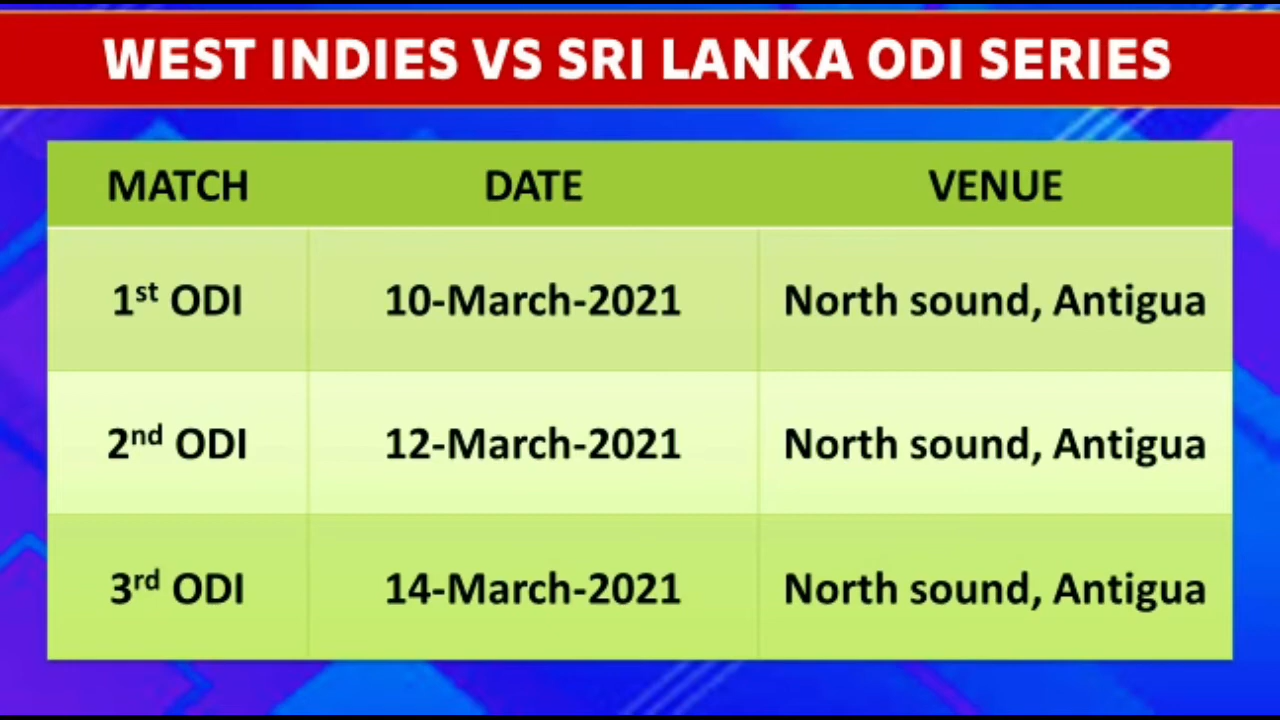 WEST INDIES VS SRI LANKA ODI SERIES
MATCH DATE VENUE
1st ODI 10-March-2021 North sound, Antigua
2nd ODI 12-March-2021 North sound, Antigua
3rd ODI 14-March-2021 North sound, Antigua